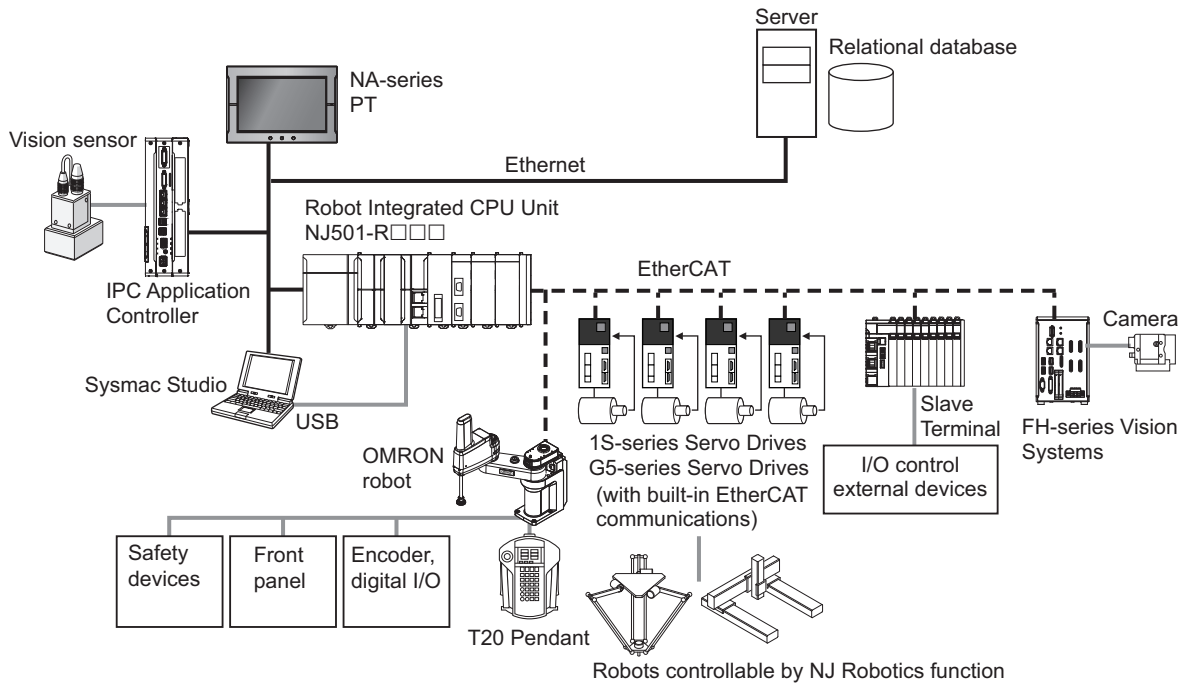 Server
Relational database
NA-series
PT
Vision sensor
Ethernet
Robot Integrated CPU Unit
NJ501-R□□□
EtherCAT
IPC Application
Controller
Camera
Sysmac Studio
USB
Slave
Terminal
FH-series Vision
Systems
OMRON
robot
1S-series Servo Drives
G5-series Servo Drives
(with built-in EtherCAT
communications)
I/O control
external devices
Safety
devices
Front
panel
Encoder,
digital I/O
T20 Pendant
Robots controllable by NJ Robotics function